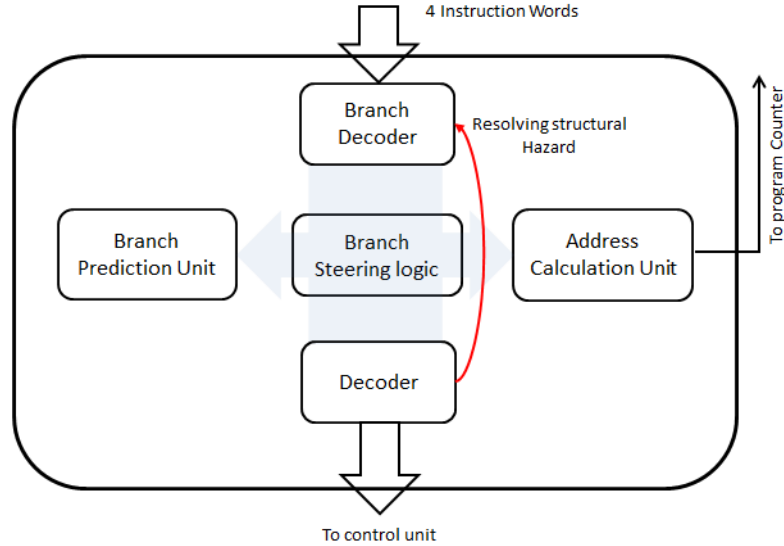 4 Instruction Words
Branch
Decoder
Resolving structural
Hazard
To program Counter
Branch
Prediction Unit
Branch
Steering logic
Address
Calculation Unit
Decoder
To control unit